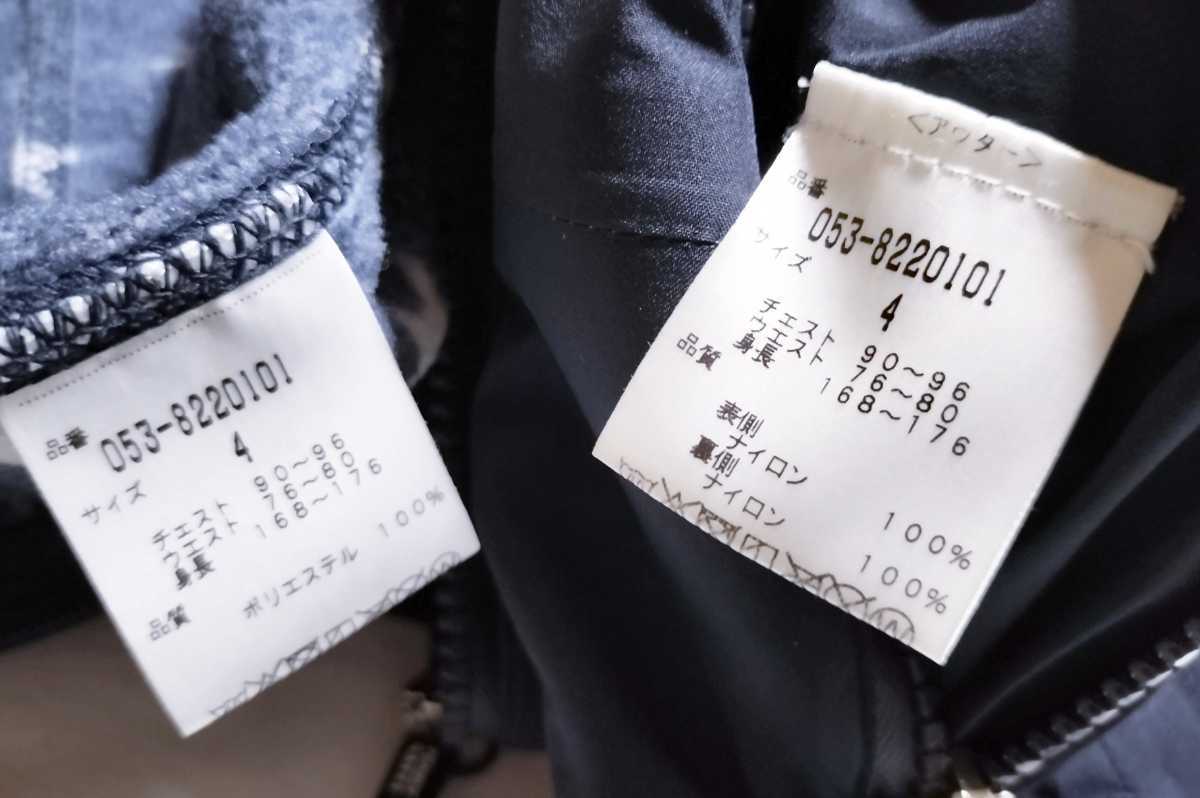 品番 053-8220101
サイズ 4
チェスト 90〜96
ウエスト 76〜80
身長 168〜176
品質 ポリエステル 100%
<アウター>
品番 053-8220101
サイズ 4
チェスト 90〜96
ウエスト 76〜80
身長 168〜176
品質
表側
ナイロン 100%
裏側
ナイロン 100%